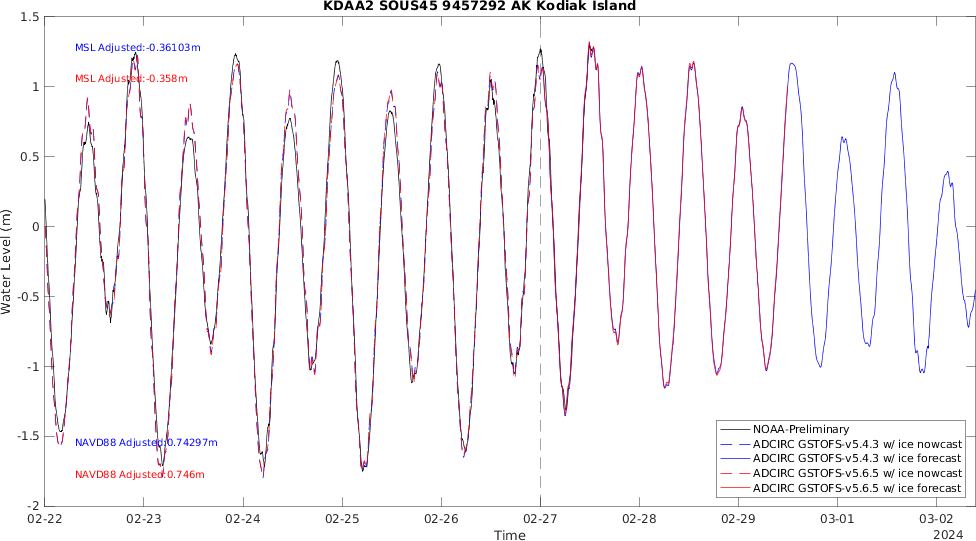 KDAA2 SOUS45 9457292 AK Kodiak Island
1.5
1
0.5
0
-0.5
-1
-1.5
-2
Water Level (m)
MSL Adjusted:-0.36103m
MSL Adjusted:-0.358m
NAVD88 Adjusted:0.74297m
NAVD88 Adjusted:0.746m
NOAA-Preliminary
ADCIRC GSTOFS-v5.4.3 w/ ice nowcast
ADCIRC GSTOFS-v5.4.3 w/ ice forecast
ADCIRC GSTOFS-v5.6.5 w/ ice nowcast
ADCIRC GSTOFS-v5.6.5 w/ ice forecast
02-22 02-23 02-24 02-25 02-26 02-27 02-28 02-29 03-01 03-02
Time
2024